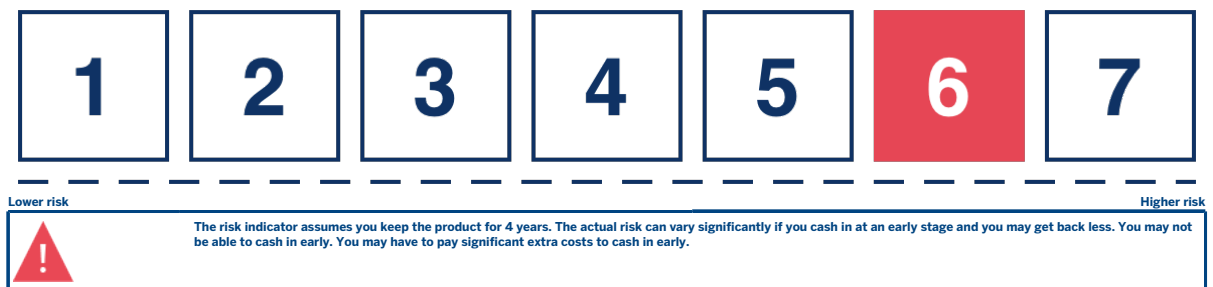 1 2 3 4 5 6 7
Lower risk Higher risk
The risk indicator assumes you keep the product for 4 years. The actual risk can vary significantly if you cash in at an early stage and you may get back less. You may not
be able to cash in early. You may have to pay significant extra costs to cash in early.
!